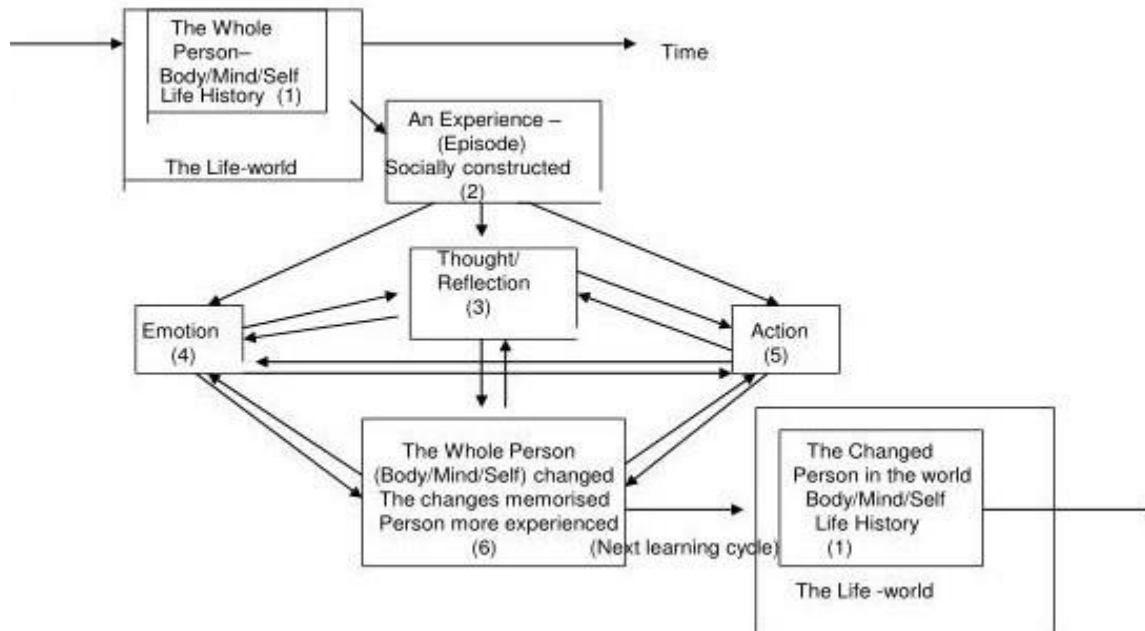 The Whole
Person–
Body/Mind/Self
Life History (1)
Time
The Life-world
An Experience –
(Episode)
Socially constructed
(2)
Thought/
Reflection
(3)
Emotion
(4)
Action
(5)
The Whole Person
(Body/Mind/Self) changed
The changes memorised
Person more experienced
(6)
(Next learning cycle)
The Changed
Person in the world
Body/Mind/Self
Life History
(1)
The Life -world